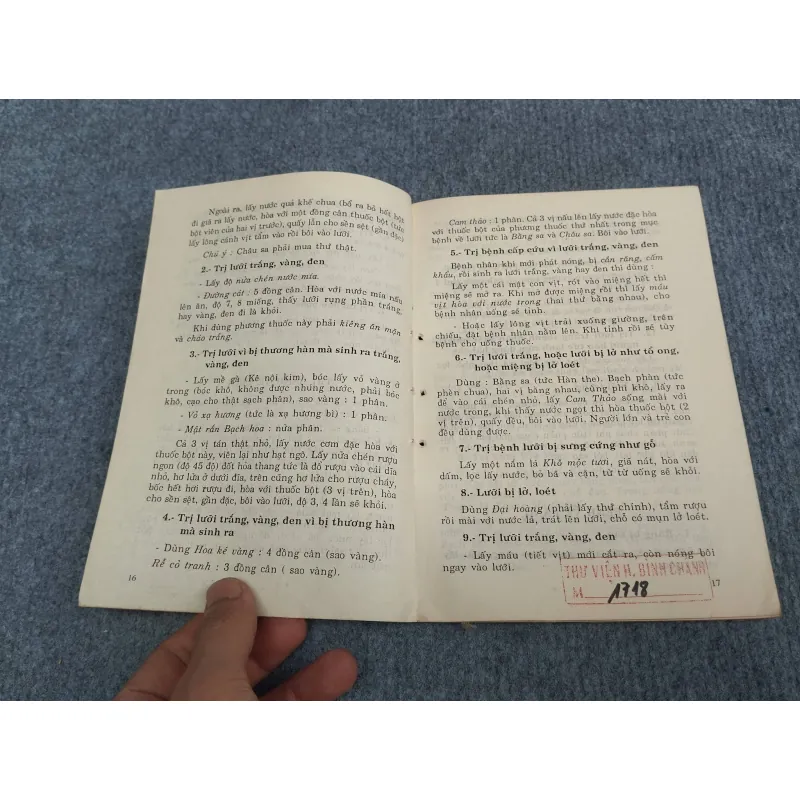 Ngoài ra, lấy nước quả khế chua (bổ ra bỏ hết hột
đi giã ra lấy nước, hòa với một đồng cân thuốc bột (tức
bột viên của hai vị trước), quấy lẫn cho sền sệt (gần đặc)
lấy lông cánh vịt tẩm vào rồi bôi vào lưỡi.
Chú ý : Châu sa phải mua thứ thật.
2.- Trị lưỡi trắng, vàng, đen
- Lấy độ nửa chén nước mía.
- Đường cát : 5 đồng cân. Hòa với nước mía nấu
lên ăn, độ 7, 8 miếng, thấy lưỡi rụng phấn trắng,
hay vàng, đen đi là khỏi.
Khi dùng phương thuốc này phải kiêng ăn mặn
và cháo trắng.
3.- Trị lưỡi vì bị thương hàn mà sinh ra trắng,
vàng, đen
- Lấy mề gà (Kê nội kim), bóc lấy vỏ vàng ở
trong (bóc khô, không được nhúng nước, phải bóc
khô, cạo cho thật sạch phân), sao vàng : 1 phân.
- Vỏ xạ hương (tức là xạ hương bì) : 1 phân.
- Mật rắn Bạch hoa : nửa phân.
Cả 3 vị tán thật nhỏ, lấy nước cơm đặc hòa với
thuốc bột này, viên lại như hạt ngô. Lấy nửa chén rượu
ngon (độ 45 độ) đốt hỏa thang tức là đổ rượu vào cái dĩa
nhỏ, hơ lửa ở dưới đĩa, trên cũng hơ lửa cho rượu cháy,
bốc hết hơi rượu đi, hòa với thuốc bột (3 vị trên), hòa
cho sền sệt, gần đặc, bôi vào lưỡi, độ 3, 4 lần sẽ khỏi.
4.- Trị lưỡi trắng, vàng, đen vì bị thương hàn
mà sinh ra
- Dùng Hoa ké vàng : 4 đồng cân (sao vàng).
Rễ cỏ tranh : 3 đồng cân ( sao vàng).
16
Cam thảo : 1 phân. Cả 3 vị nấu lên lấy nước đặc hòa
với thuốc bột của phương thuốc thứ nhất trong mục
bệnh về lưỡi tức là Bằng sa và Châu sa. Bôi vào lưỡi.
5.- Trị bệnh cấp cứu vì lưỡi trắng, vàng, đen
Bệnh nhân khi mới phát nóng, bị cắn răng, cấm
khẩu, rồi sinh ra lưỡi trắng, vàng hay đen thì dùng :
Lấy một cái mát con vịt, rót vào miệng hết thì
miệng sẽ mở ra. Khi mở được miệng rồi thì lấy máu
vịt hòa với nước trong (hai thứ bằng nhau), cho
bệnh nhân uống sẽ tỉnh.
- Hoặc lấy lông vịt trải xuống giường, trên
chiếu, đặt bệnh nhân nằm lên. Khi tỉnh rồi sẽ tùy
bệnh cho uống thuốc.
6.- Trị lưỡi trắng, hoặc lưỡi bị lở như tổ ong,
hoặc miệng bị lở loét
Dùng : Bằng sa (tức Hàn the). Bạch phàn (tức
phèn chua), hai vị bằng nhau, cùng phi khô, lấy ra
để vào cái chén nhỏ, lấy Cam Thảo sống mài với
nước trong, khi thấy nước ngọt thì hòa thuốc bột (2
vị trên), quấy đều, bôi vào lưỡi. Người lớn và trẻ con
đều dùng được.
7.- Trị bệnh lưỡi bị sưng cứng như gỗ
Lấy một nắm lá Khổ mộc tươi, giã nát, hòa với
dấm, lọc lấy nước, bỏ bã và cặn, từ từ uống sẽ khỏi.
8.- Lưỡi bị lở, loét
Dùng Đại hoàng (phải lấy thứ chính), tẩm rượu
rồi mài với nước lã, trát lên lưỡi, chỗ có mụn lở loét.
9.- Trị lưỡi trắng, vàng, đen
- Lấy máu (tiết vịt) mới cắt ra, còn nóng bôi
ngay vào lưỡi.
THƯ VIỆN H. BÌNH CHÁNH
M 1718
17